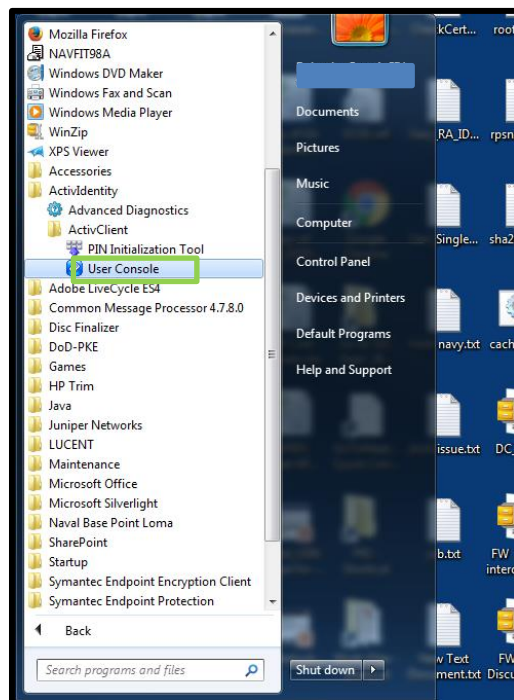 Mozilla Firefox
NAVFIT98A
Windows DVD Maker
Windows Fax and Scan
Windows Media Player
WinZip
XPS Viewer
Accessories
ActivIdentity
Advanced Diagnostics
ActivClient
PIN Initialization Tool
User Console
Adobe LiveCycle ES4
Common Message Processor 4.7.8.0
Disc Finalizer
DoD-PKE
Games
HP Trim
Java
Juniper Networks
LUCENT
Maintenance
Microsoft Office
Microsoft Silverlight
Naval Base Point Loma
SharePoint
Startup
Symantec Endpoint Encryption Client
Symantec Endpoint Protection
Back
Search programs and files
Documents
Pictures
Music
Computer
Control Panel
Devices and Printers
Default Programs
Help and Support
Shut down
kCert... root
RA_ID... rpsn
Single... sha2
navy.txt cach
issue.txt DC_
b.txt FW
interc
w Text FW
ment.txt Discu